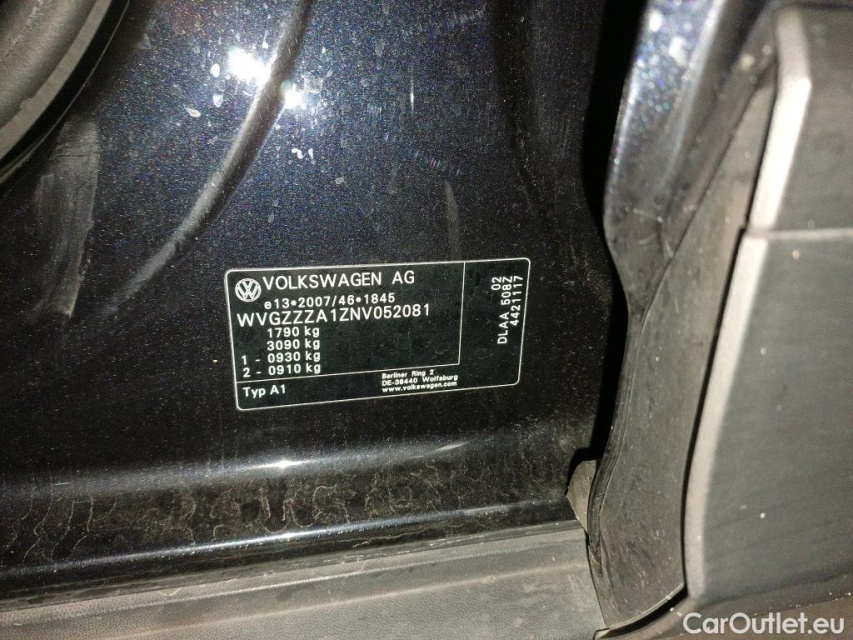 VOLKSWAGEN AG
e13*2007/46*1845
WVGZZZA1ZNV052081
1790 kg
3090 kg
1 - 0930 kg
2 - 0910 kg
Typ A1
Berliner Ring 2
DE-38440 Wolfsburg
www.volkswagen.com
02
DLAA 508Z
4421117
CarOutlet.eu